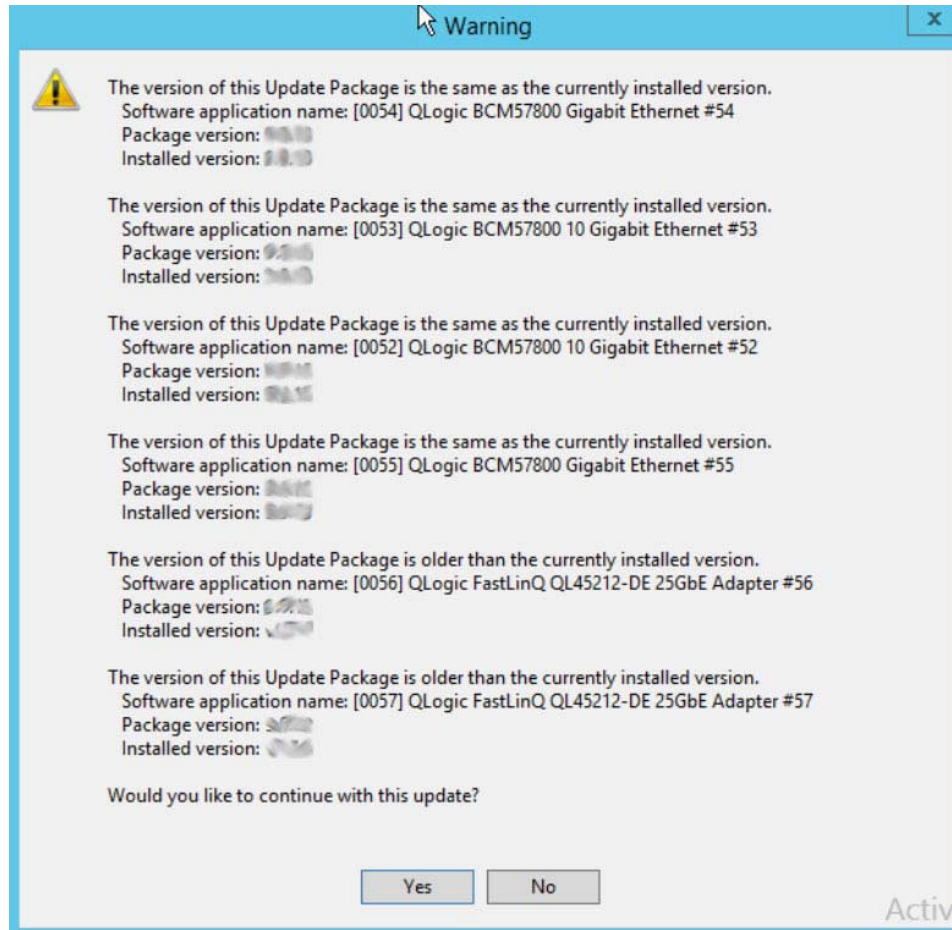 Warning
x
The version of this Update Package is the same as the currently installed version.
Software application name: [0054] QLogic BCM57800 Gigabit Ethernet #54
Package version:
Installed version:
The version of this Update Package is the same as the currently installed version.
Software application name: [0053] QLogic BCM57800 10 Gigabit Ethernet #53
Package version:
Installed version:
The version of this Update Package is the same as the currently installed version.
Software application name: [0052] QLogic BCM57800 10 Gigabit Ethernet #52
Package version:
Installed version:
The version of this Update Package is the same as the currently installed version.
Software application name: [0055] QLogic BCM57800 Gigabit Ethernet #55
Package version:
Installed version:
The version of this Update Package is older than the currently installed version.
Software application name: [0056] QLogic FastLinQ QL45212-DE 25GbE Adapter #56
Package version:
Installed version:
The version of this Update Package is older than the currently installed version.
Software application name: [0057] QLogic FastLinQ QL45212-DE 25GbE Adapter #57
Package version:
Installed version:
Would you like to continue with this update?
Yes No
Activ